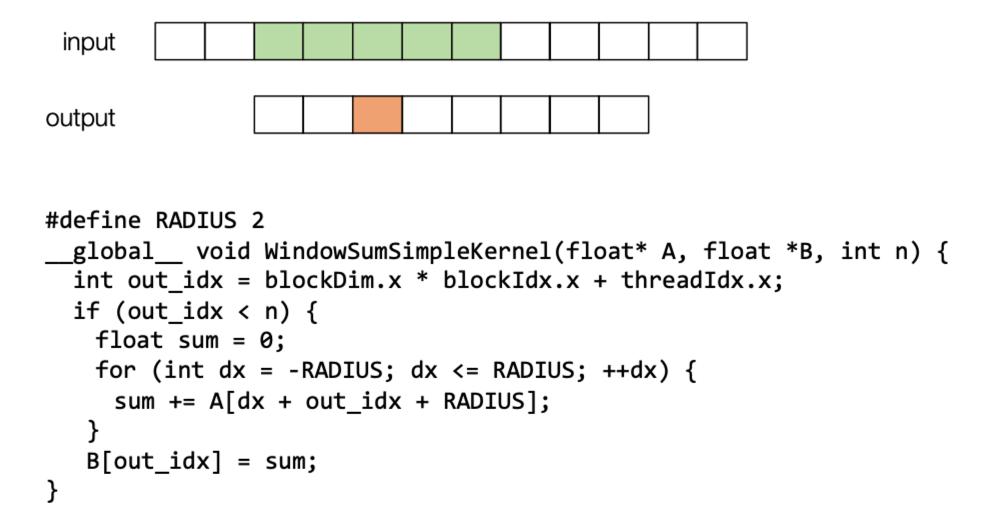 input
output
#define RADIUS 2
__global__ void WindowSumSimpleKernel(float* A, float *B, int n) {
  int out_idx = blockDim.x * blockIdx.x + threadIdx.x;
  if (out_idx < n) {
    float sum = 0;
    for (int dx = -RADIUS; dx <= RADIUS; ++dx) {
      sum += A[dx + out_idx + RADIUS];
    }
    B[out_idx] = sum;
}